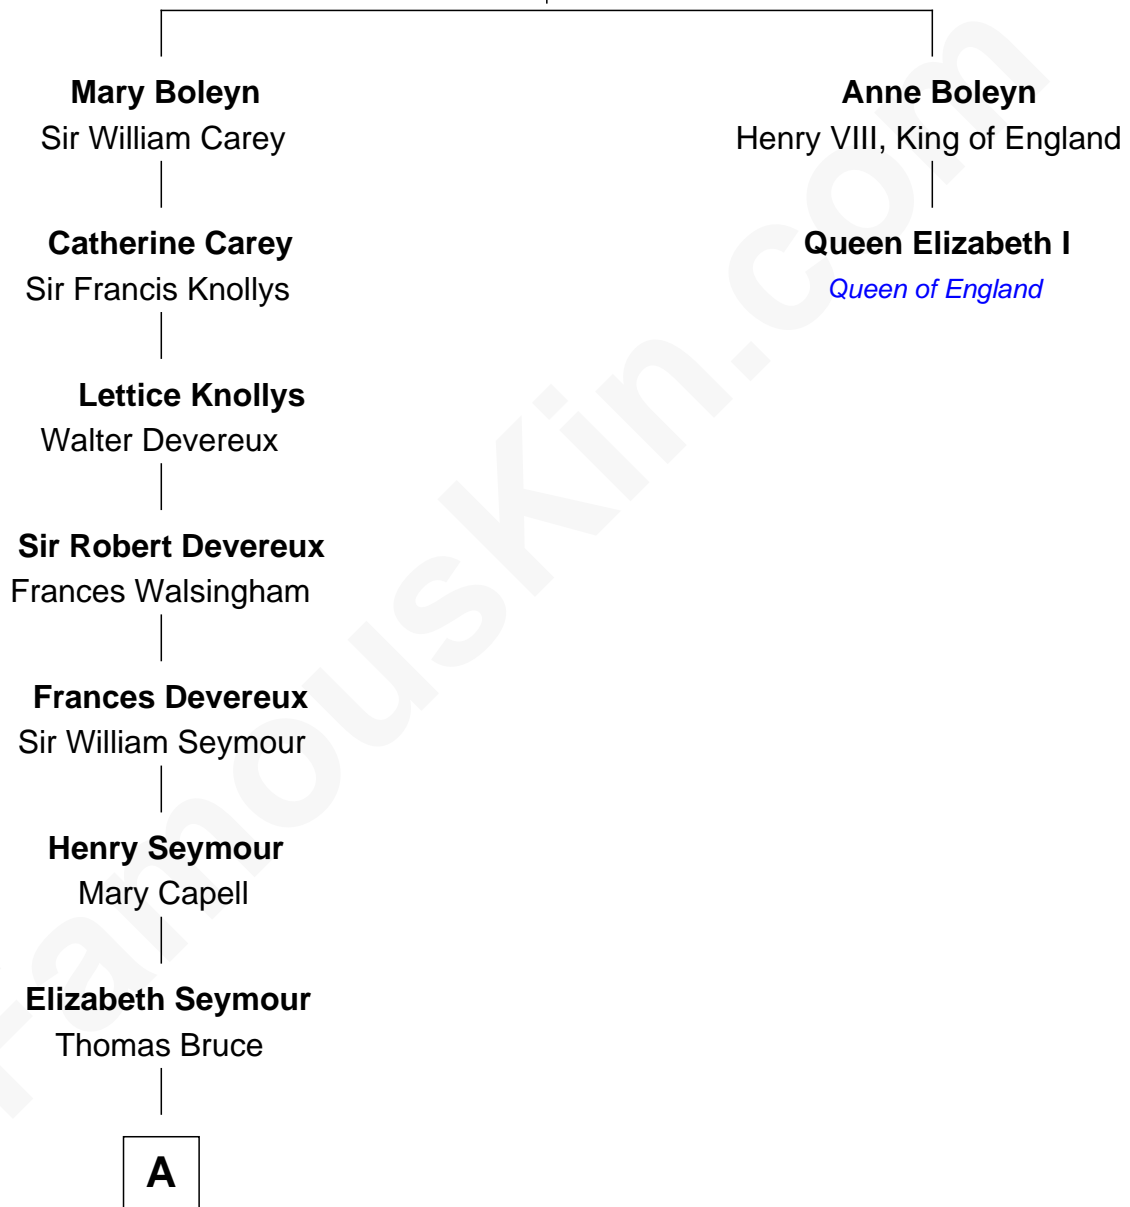 Mary Boleyn
Sir William Carey
Anne Boleyn
Henry VIII, King of England
Catherine Carey
Sir Francis Knollys
Queen Elizabeth I
Queen of England
Lettice Knollys
Walter Devereux
Sir Robert Devereux
Frances Walsingham
Frances Devereux
Sir William Seymour
Henry Seymour
Mary Capell
Elizabeth Seymour
Thomas Bruce
A
FamousKin.com